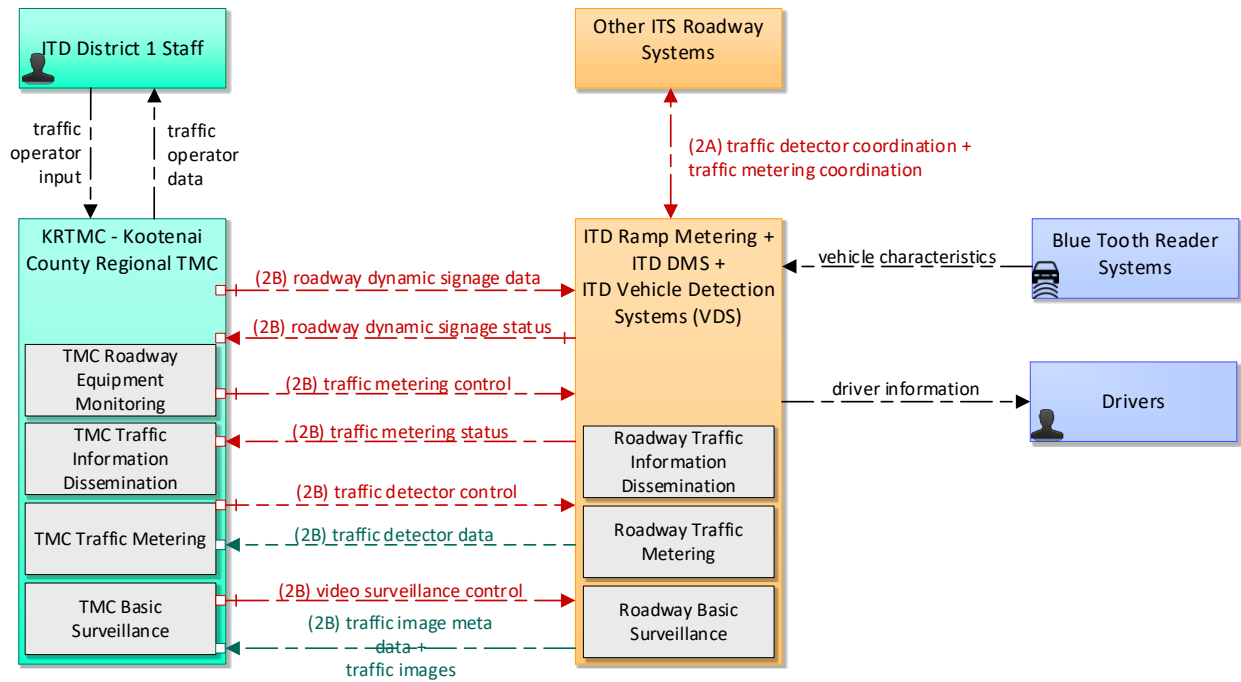 ITD District 1 Staff
Other ITS Roadway
Systems
traffic
operator
input
traffic
operator
data
(2A) traffic detector coordination +
traffic metering coordination
KRTMC - Kootenai
County Regional TMC
ITD Ramp Metering +
ITD DMS +
ITD Vehicle Detection
Systems (VDS)
Blue Tooth Reader
Systems
vehicle characteristics
(2B) roadway dynamic signage data
(2B) roadway dynamic signage status
TMC Roadway
Equipment
Monitoring
(2B) traffic metering control
driver information
Drivers
TMC Traffic
Information
Dissemination
(2B) traffic metering status
Roadway Traffic
Information
Dissemination
(2B) traffic detector control
TMC Traffic Metering
(2B) traffic detector data
Roadway Traffic
Metering
(2B) video surveillance control
TMC Basic
Surveillance
Roadway Basic
Surveillance
(2B) traffic image meta
data +
traffic images